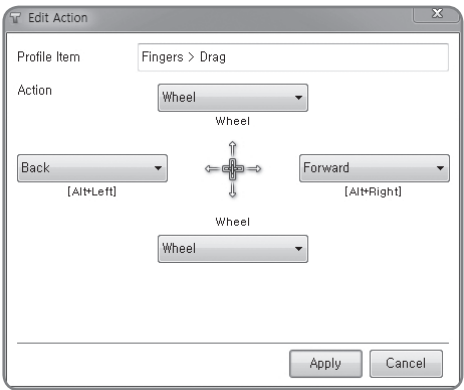 Edit Action
Profile Item
Fingers > Drag
Action
Wheel
Wheel
Back
Forward
[Alt+Left]
[Alt+Right]
Wheel
Wheel
Apply
Cancel